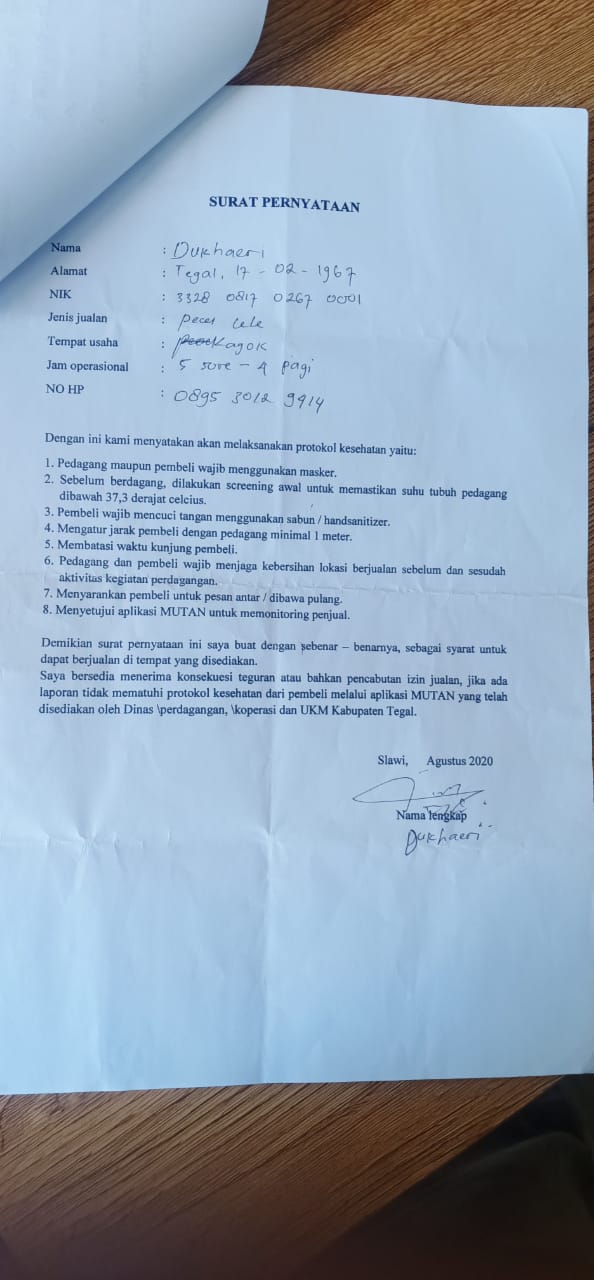 SURAT PERNYATAAN
Nama : Dukhaeri
Alamat : Tegal, 17 - 02 - 1967
NIK : 3328 0817 0267 0001
Jenis jualan : pecel lele
Tempat usaha : Kagok
Jam operasional : 5 sore - 4 pagi
NO HP : 0895 3012 9914
Dengan ini kami menyatakan akan melaksanakan protokol kesehatan yaitu:
1. Pedagang maupun pembeli wajib menggunakan masker.
2. Sebelum berdagang, dilakukan screening awal untuk memastikan suhu tubuh pedagang
dibawah 37,3 derajat celcius.
3. Pembeli wajib mencuci tangan menggunakan sabun / handsanitizer.
4. Mengatur jarak pembeli dengan pedagang minimal 1 meter.
5. Membatasi waktu kunjung pembeli.
6. Pedagang dan pembeli wajib menjaga kebersihan lokasi berjualan sebelum dan sesudah
aktivitas kegiatan perdagangan.
7. Menyarankan pembeli untuk pesan antar / dibawa pulang.
8. Menyetujui aplikasi MUTAN untuk memonitoring penjual.
Demikian surat pernyataan ini saya buat dengan sebenar – benarnya, sebagai syarat untuk
dapat berjualan di tempat yang disediakan.
Saya bersedia menerima konsekuesi teguran atau bahkan pencabutan izin jualan, jika ada
laporan tidak mematuhi protokol kesehatan dari pembeli melalui aplikasi MUTAN yang telah
disediakan oleh Dinas \perdagangan, \koperasi dan UKM Kabupaten Tegal.
Slawi, Agustus 2020
Nama lengkap
Dukhaeri